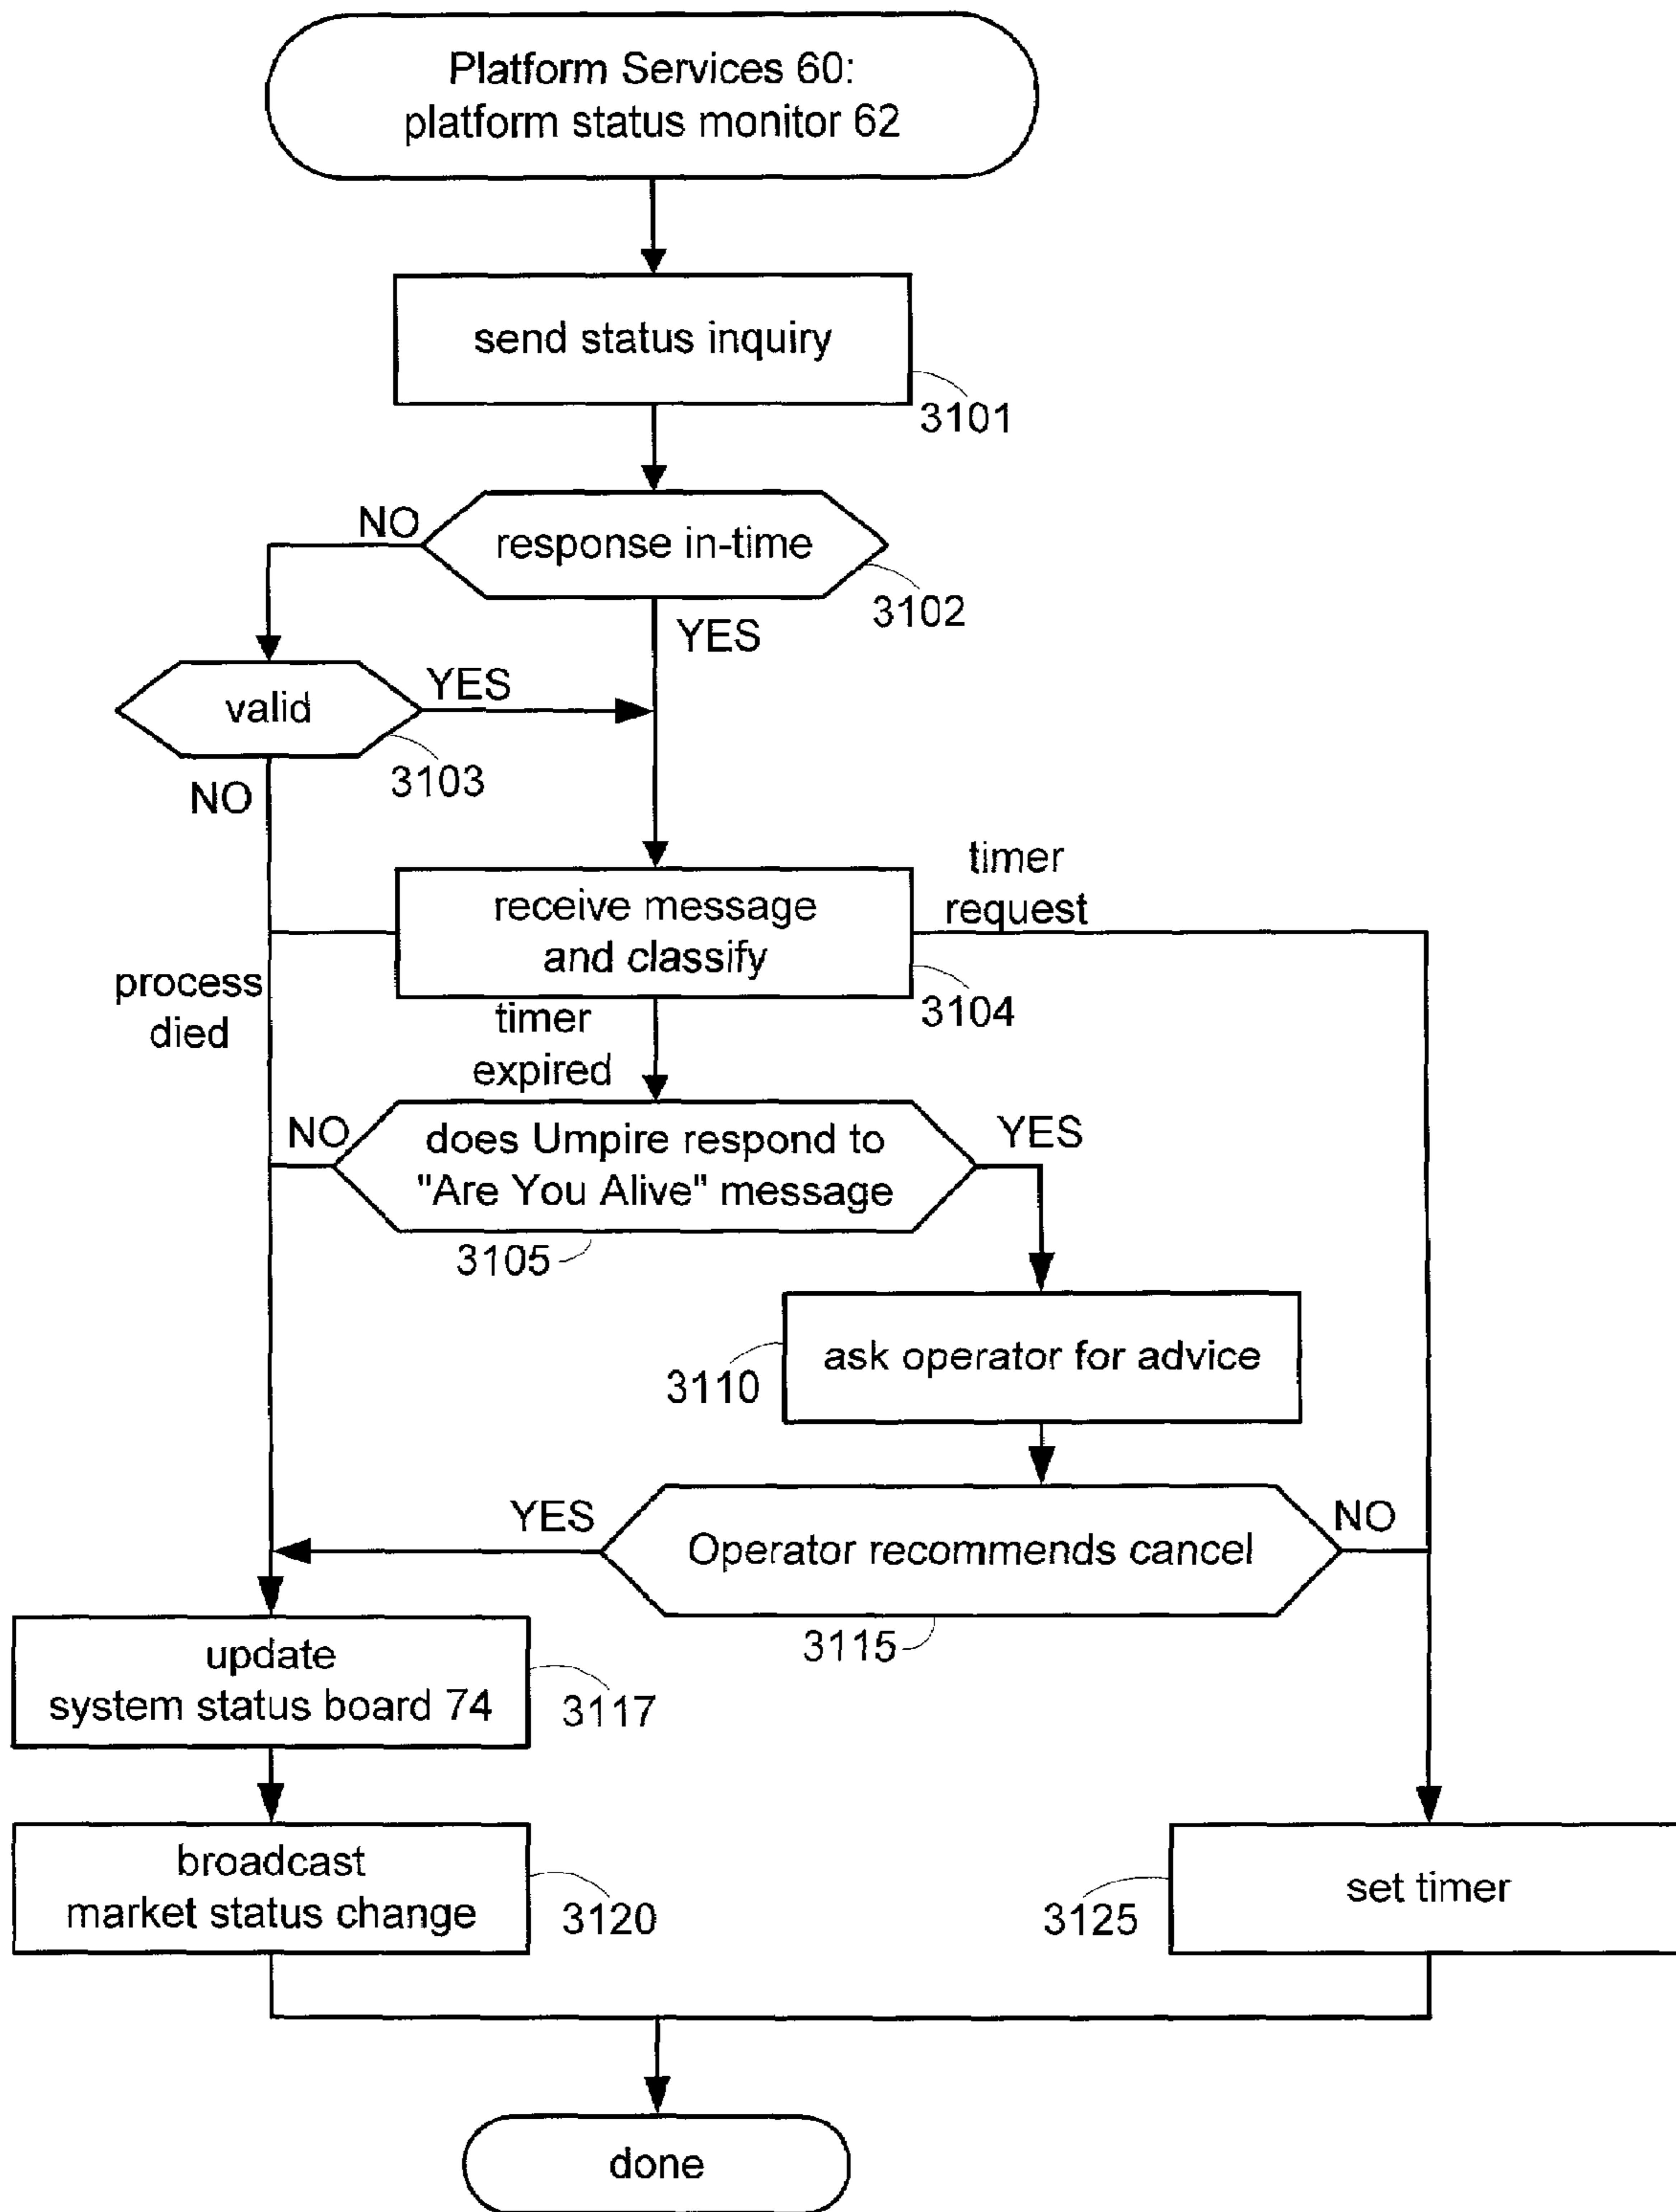 Platform Services 60:
platform status monitor 62
send status inquiry
3101
NO
response in-time
3102
YES
valid
YES
3103
NO
timer
request
receive message
and classify
3104
process
died
timer
expired
NO
does Umpire respond to
"Are You Alive" message
YES
3105
ask operator for advice
3110
YES
Operator recommends cancel
NO
3115
update
system status board 74
3117
broadcast
market status change
3120
set timer
3125
done